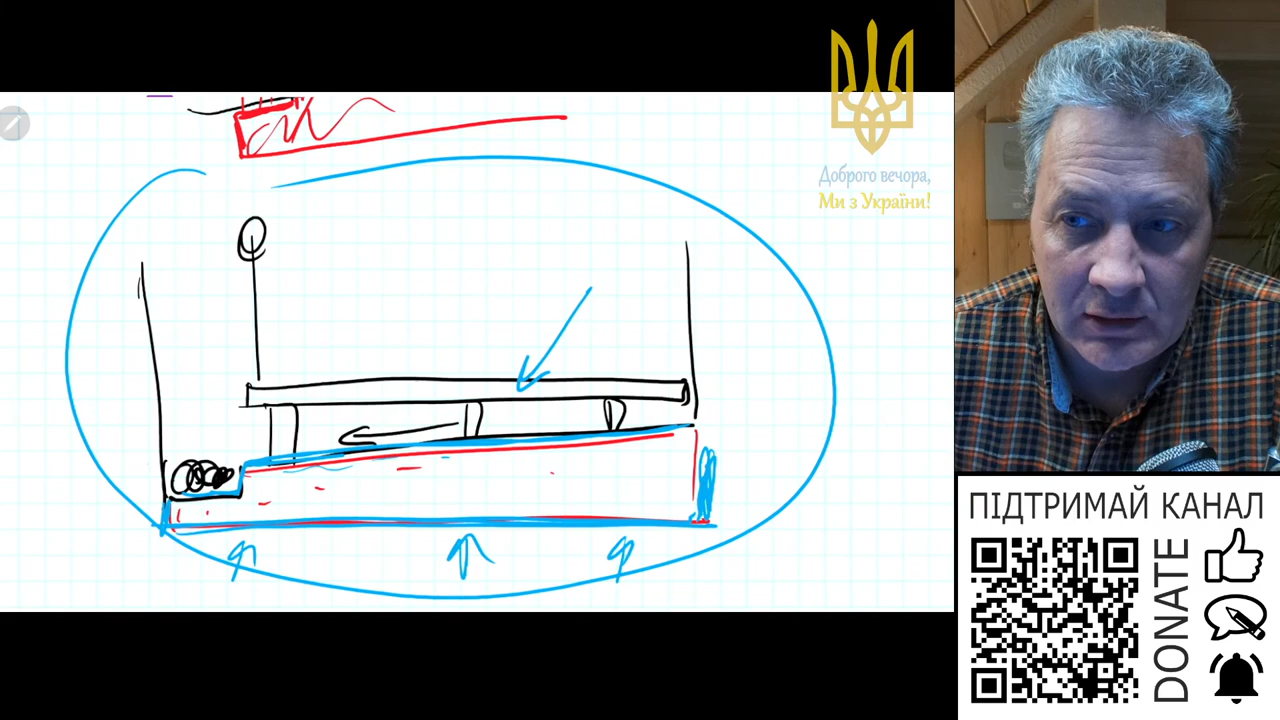 Доброго вечора,
Ми з України!
ПІДТРИМАЙ КАНАЛ
DONATE